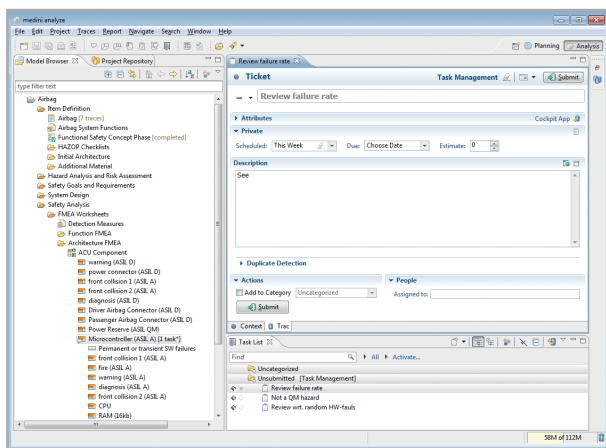 medini analyze
File Edit Project Traces Report Navigate Search Window Help
Planning Analysis
Model Browser Project Repository
type filter text
Airbag
Item Definition
Airbag [7 traces]
Airbag System Functions
Functional Safety Concept Phase [completed]
HAZOP Checklists
Initial Architecture
Additional Material
Hazard Analysis and Risk Assessment
Safety Goals and Requirements
System Design
Safety Analysis
FMEA Worksheets
Detection Measures
Function FMEA
Architecture FMEA
ACU Component
warning (ASIL D)
power connector (ASIL D)
front collision 1 (ASIL A)
front collision 2 (ASIL A)
diagnosis (ASIL D)
Driver Airbag Connector (ASIL D)
Passenger Airbag Connector (ASIL D)
Power Reserve (ASIL QM)
Microcontroller (ASIL A) [1 task*]
Permanent or transient SW failures
front collision 1 (ASIL A)
fire (ASIL A)
warning (ASIL A)
diagnosis (ASIL A)
front collision 2 (ASIL A)
CPU
RAM (16kb)
Review failure rate
Ticket Task Management Submit
Review failure rate
Attributes Cockpit App
Private
Scheduled: This Week Due: Choose Date Estimate: 0
Description
See
Duplicate Detection
Actions People
Add to Category Uncategorized Assigned to:
Submit
Context Trac
Task List
Find All Activate...
Uncategorized
Unsubmitted [Task Management]
Review failure rate
Not a QM hazard
Review wrt. random HW-fauls
58M of 112M